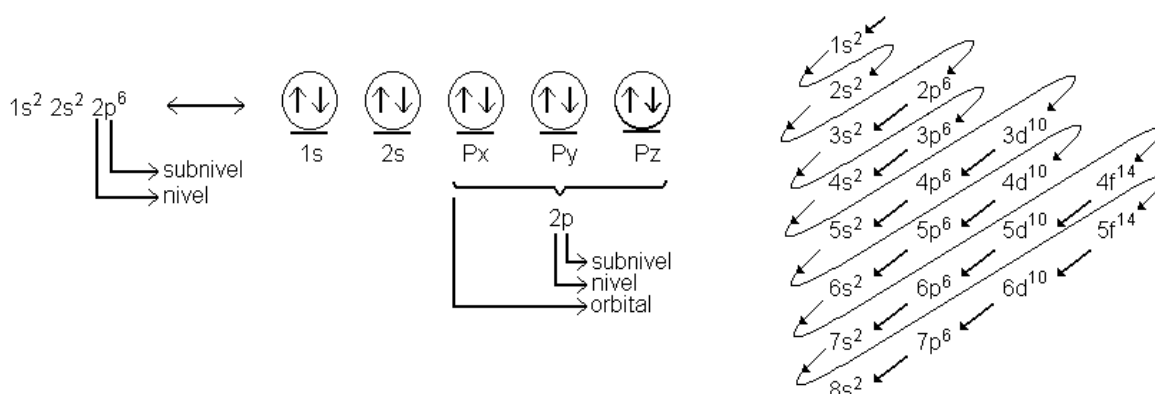 1s² 2s² 2p⁶
subnivel
nivel
1s 2s Px Py Pz
2p
subnivel
nivel
orbital
1s²
2s² 2p⁶
3s² 3p⁶ 3d¹⁰
4s² 4p⁶ 4d¹⁰ 4f¹⁴
5s² 5p⁶ 5d¹⁰ 5f¹⁴
6s² 6p⁶ 6d¹⁰
7s² 7p⁶
8s²